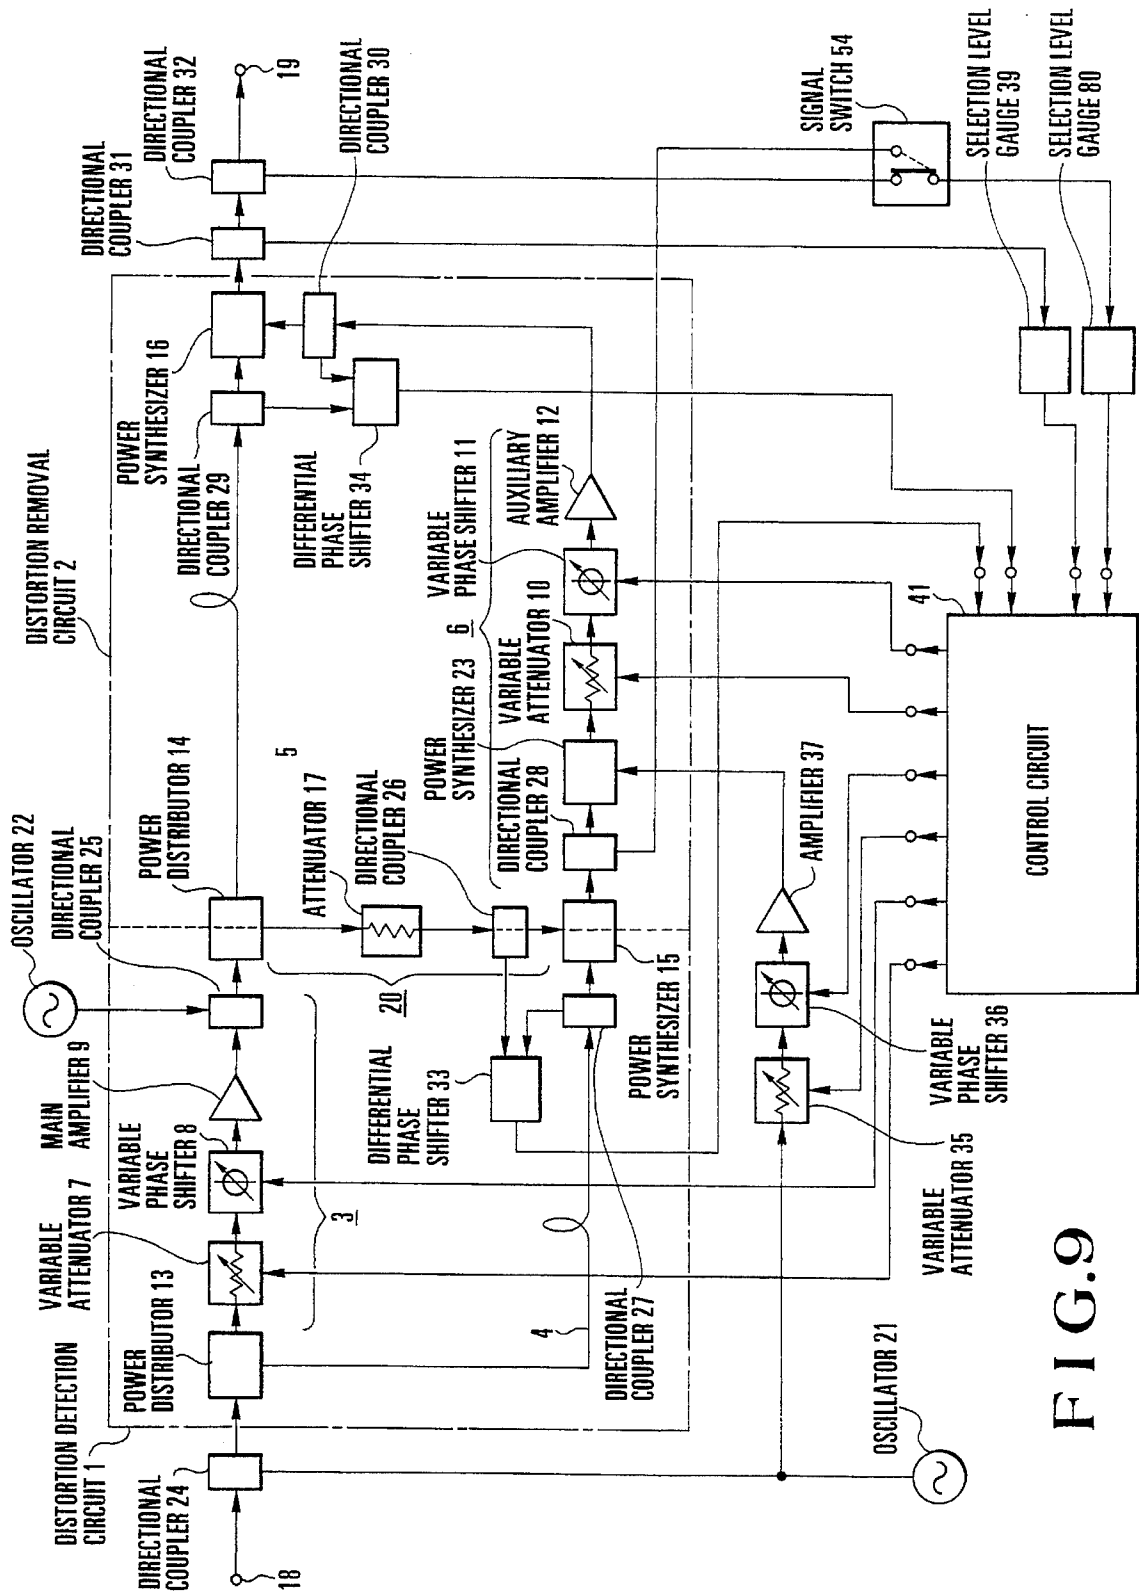 DISTORTION DETECTION
CIRCUIT 1
DISTORTION REMOVAL
CIRCUIT 2
OSCILLATOR 22
DIRECTIONAL
COUPLER 24
POWER
DISTRIBUTOR 13
VARIABLE
ATTENUATOR 7
VARIABLE
PHASE
SHIFTER 8
MAIN
AMPLIFIER 9
DIRECTIONAL
COUPLER 25
POWER
DISTRIBUTOR 14
DIRECTIONAL
COUPLER 29
POWER
SYNTHESIZER 16
DIRECTIONAL
COUPLER 31
DIRECTIONAL
COUPLER 32
18
19
3
20
5
ATTENUATOR 17
DIRECTIONAL
COUPLER 26
DIFFERENTIAL
PHASE
SHIFTER 34
DIRECTIONAL
COUPLER 30
DIFFERENTIAL
PHASE
SHIFTER 33
4
6
DIRECTIONAL
COUPLER 28
POWER
SYNTHESIZER 23
VARIABLE
ATTENUATOR 10
VARIABLE
PHASE SHIFTER 11
AUXILIARY
AMPLIFIER 12
DIRECTIONAL
COUPLER 27
POWER
SYNTHESIZER 15
AMPLIFIER 37
SIGNAL
SWITCH 54
OSCILLATOR 21
VARIABLE
ATTENUATOR 35
VARIABLE
PHASE
SHIFTER 36
41
CONTROL CIRCUIT
SELECTION LEVEL
GAUGE 39
SELECTION LEVEL
GAUGE 80
FIG.9